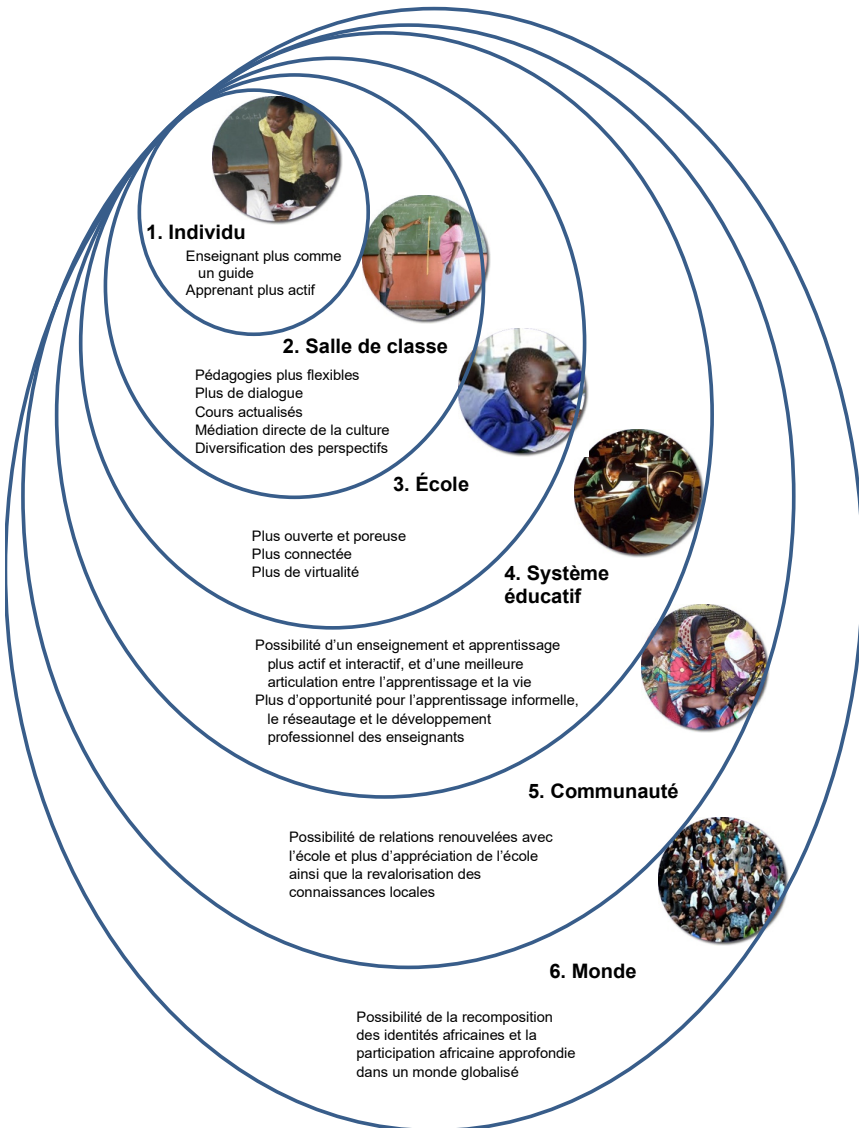 1. Individu
Enseignant plus comme
un guide
Apprenant plus actif
2. Salle de classe
Pédagogies plus flexibles
Plus de dialogue
Cours actualisés
Médiation directe de la culture
Diversification des perspectifs
3. École
Plus ouverte et poreuse
Plus connectée
Plus de virtualité
4. Système
éducatif
Possibilité d'un enseignement et apprentissage
plus actif et interactif, et d'une meilleure
articulation entre l'apprentissage et la vie
Plus d'opportunité pour l'apprentissage informelle,
le réseautage et le développement
professionnel des enseignants
5. Communauté
Possibilité de relations renouvelées avec
l'école et plus d'appréciation de l'école
ainsi que la revalorisation des
connaissances locales
6. Monde
Possibilité de la recomposition
des identités africaines et la
participation africaine approfondie
dans un monde globalisé